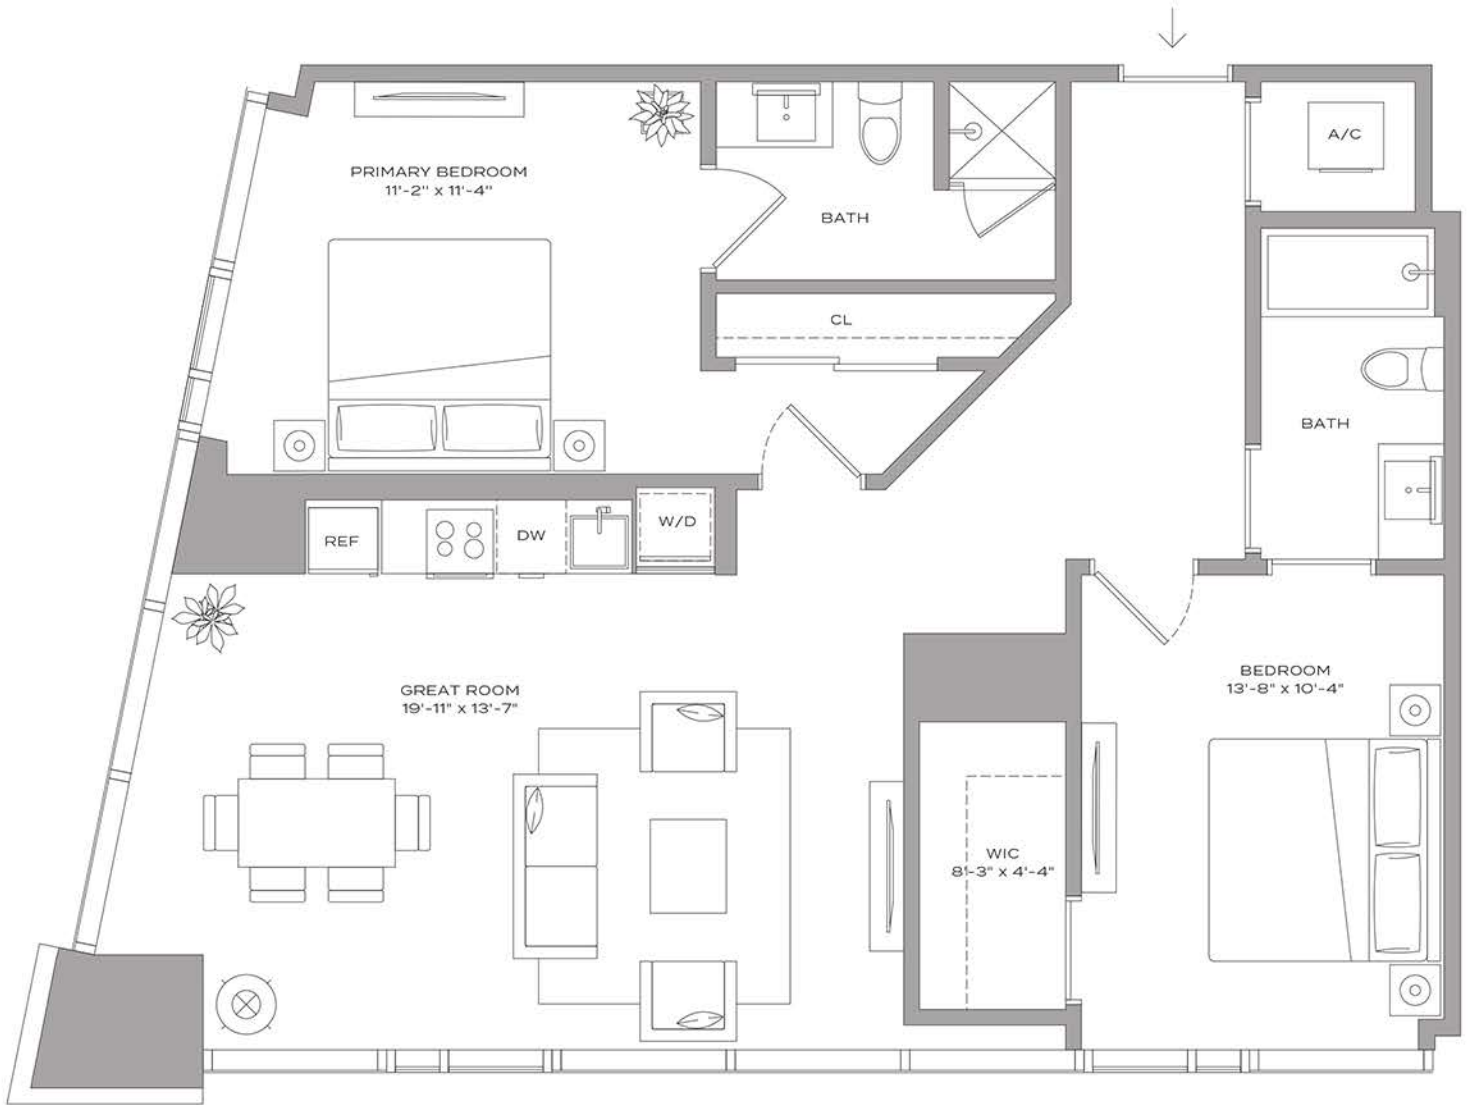 A/C
PRIMARY BEDROOM
11'-2" x 11'-4"
BATH
CL
BATH
REF
DW
W/D
BEDROOM
13'-8" x 10'-4"
GREAT ROOM
19'-11" x 13'-7"
WIC
8'-3" x 4'-4"